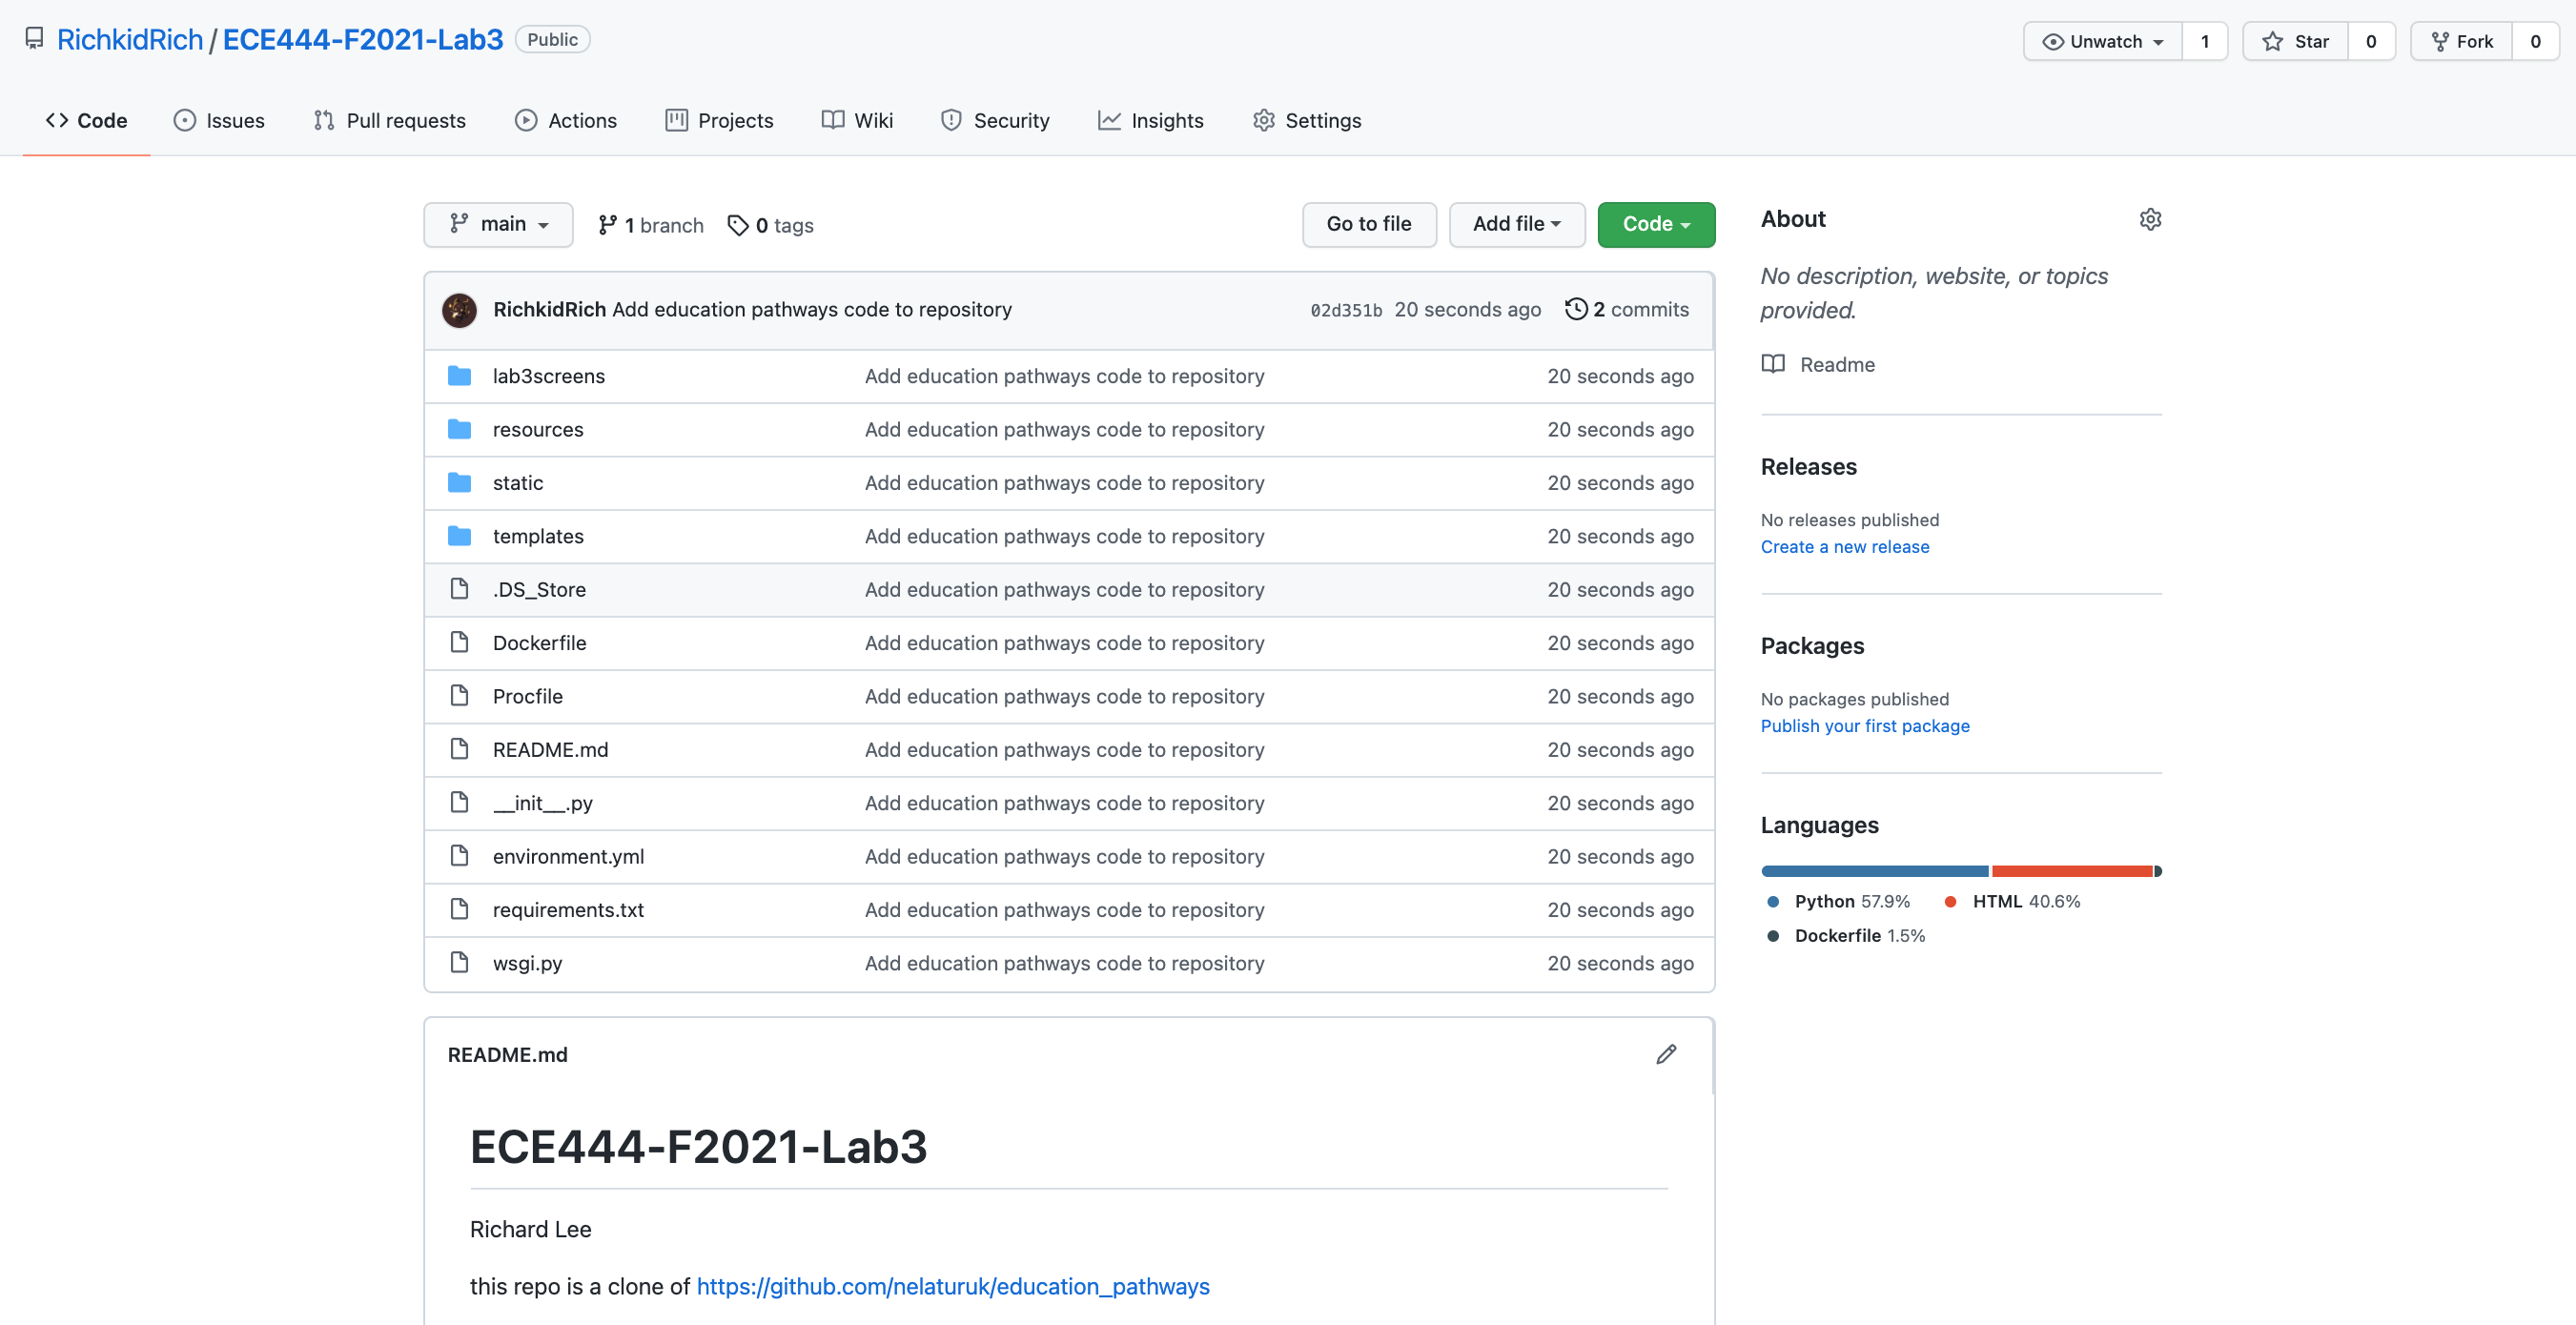 RichkidRich / ECE444-F2021-Lab3 Public
Unwatch 1 Star 0 Fork 0
Code Issues Pull requests Actions Projects Wiki Security Insights Settings
main 1 branch 0 tags Go to file Add file Code
RichkidRich Add education pathways code to repository 02d351b 20 seconds ago 2 commits
lab3screens Add education pathways code to repository 20 seconds ago
resources Add education pathways code to repository 20 seconds ago
static Add education pathways code to repository 20 seconds ago
templates Add education pathways code to repository 20 seconds ago
.DS_Store Add education pathways code to repository 20 seconds ago
Dockerfile Add education pathways code to repository 20 seconds ago
Procfile Add education pathways code to repository 20 seconds ago
README.md Add education pathways code to repository 20 seconds ago
__init__.py Add education pathways code to repository 20 seconds ago
environment.yml Add education pathways code to repository 20 seconds ago
requirements.txt Add education pathways code to repository 20 seconds ago
wsgi.py Add education pathways code to repository 20 seconds ago
README.md
ECE444-F2021-Lab3
Richard Lee
this repo is a clone of https://github.com/nelaturuk/education_pathways
About
No description, website, or topics
provided.
Readme
Releases
No releases published
Create a new release
Packages
No packages published
Publish your first package
Languages
Python 57.9% HTML 40.6%
Dockerfile 1.5%